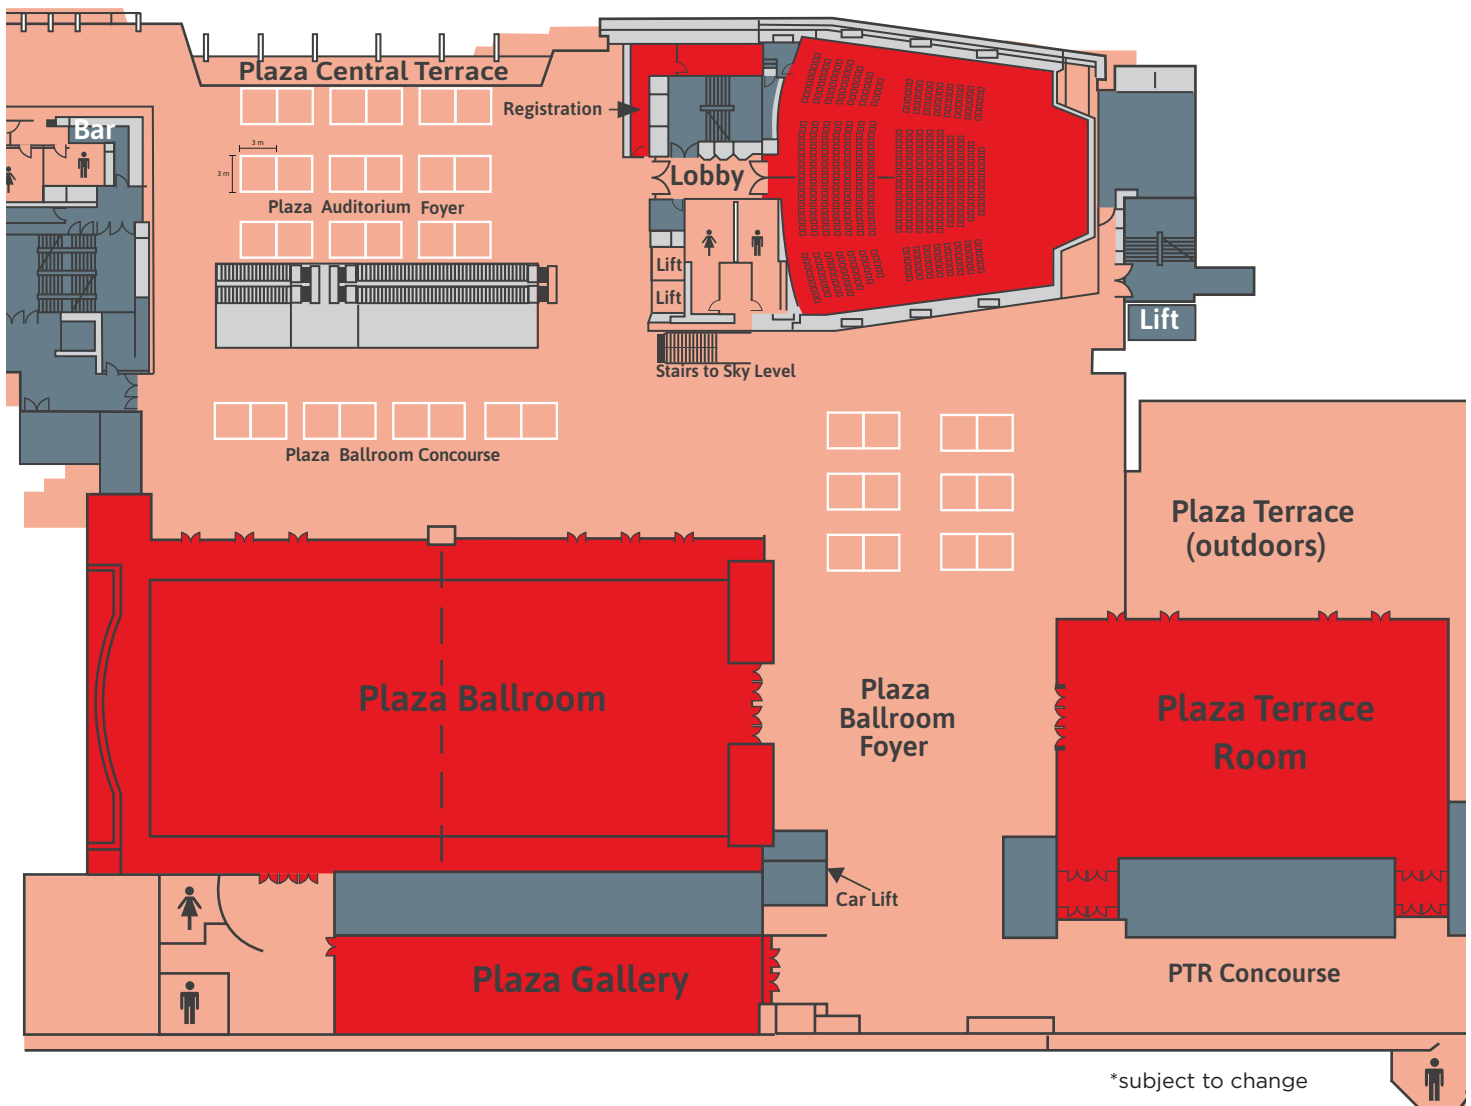 Plaza Central Terrace
Registration
Bar
3 m
3 m
Lobby
Plaza Auditorium Foyer
Lift
Lift
Lift
Stairs to Sky Level
Plaza Ballroom Concourse
Plaza Terrace
(outdoors)
Plaza Ballroom
Plaza
Ballroom
Foyer
Plaza Terrace
Room
Car Lift
Plaza Gallery
PTR Concourse
*subject to change